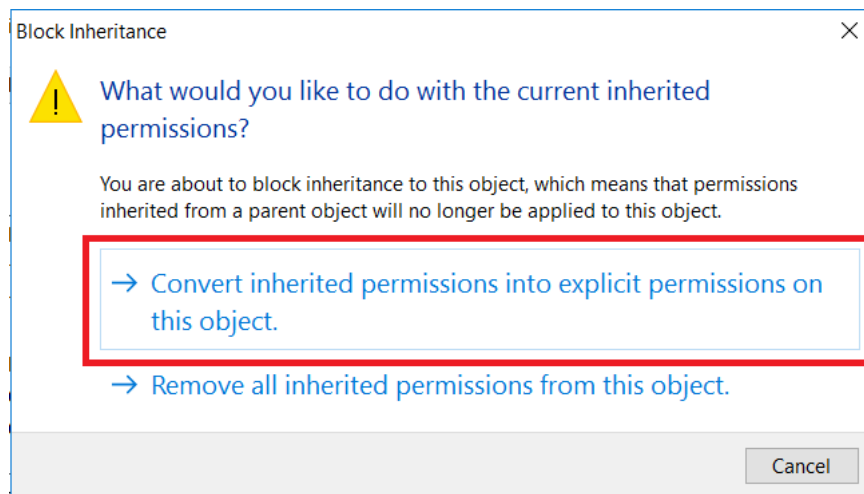 Block Inheritance
What would you like to do with the current inherited
permissions?
You are about to block inheritance to this object, which means that permissions
inherited from a parent object will no longer be applied to this object.
→ Convert inherited permissions into explicit permissions on
this object.
→ Remove all inherited permissions from this object.
Cancel